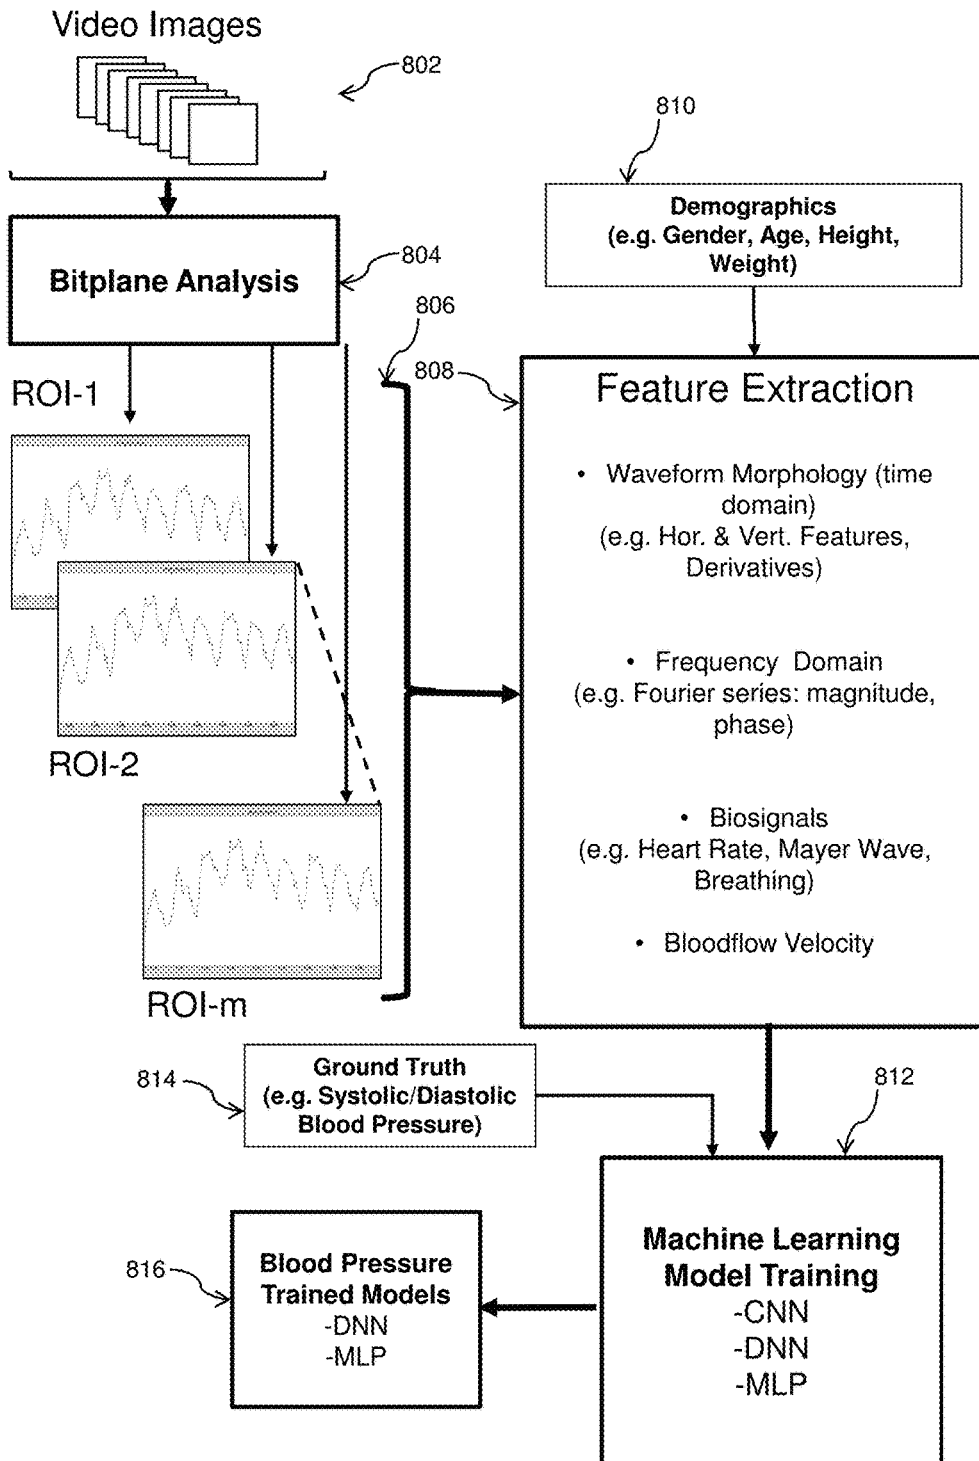 Video Images
802
810
Demographics
(e.g. Gender, Age, Height,
Weight)
Bitplane Analysis
804
806
808
ROI-1
Feature Extraction
• Waveform Morphology (time
domain)
(e.g. Hor. & Vert. Features,
Derivatives)
• Frequency Domain
(e.g. Fourier series: magnitude,
phase)
ROI-2
• Biosignals
(e.g. Heart Rate, Mayer Wave,
Breathing)
• Bloodflow Velocity
ROI-m
Ground Truth
(e.g. Systolic/Diastolic
Blood Pressure)
814
812
Machine Learning
Model Training
-CNN
-DNN
-MLP
Blood Pressure
Trained Models
-DNN
-MLP
816